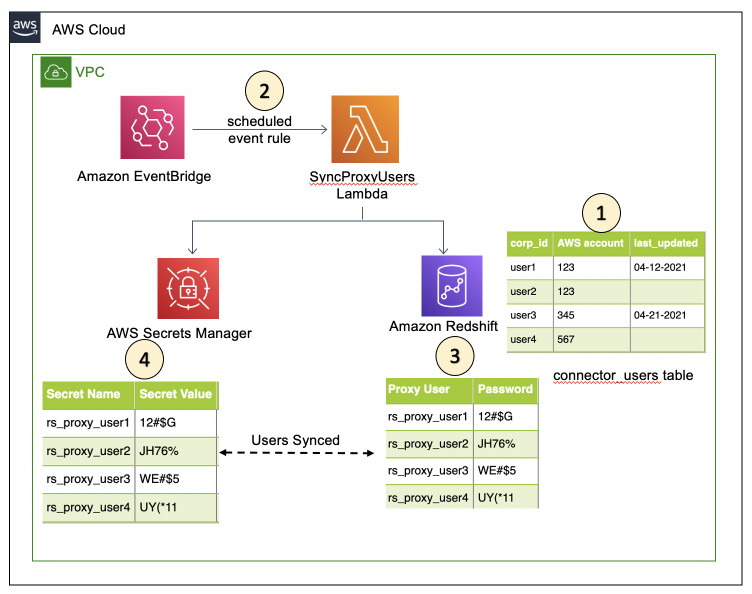 aws
AWS Cloud
VPC
2
scheduled
event rule
Amazon EventBridge
SyncProxyUsers
Lambda
1
corp_id AWS account last_updated
user1 123 04-12-2021
user2 123
user3 345 04-21-2021
user4 567
connector_users table
AWS Secrets Manager
Amazon Redshift
4
3
Secret Name Secret Value
rs_proxy_user1 12#$G
rs_proxy_user2 JH76%
rs_proxy_user3 WE#$5
rs_proxy_user4 UY(*11
Users Synced
Proxy User Password
rs_proxy_user1 12#$G
rs_proxy_user2 JH76%
rs_proxy_user3 WE#$5
rs_proxy_user4 UY(*11